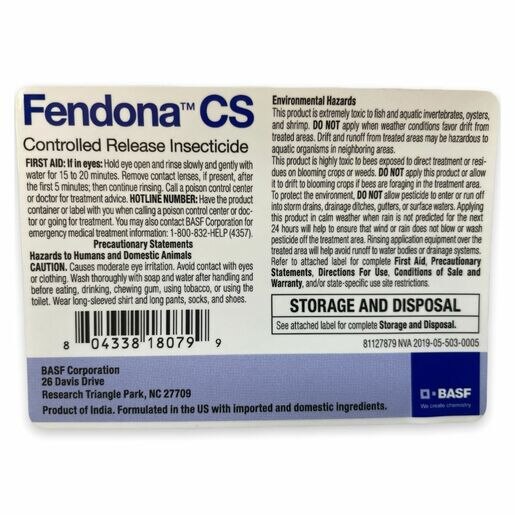 Fendona™ CS
Controlled Release Insecticide
FIRST AID: If in eyes: Hold eye open and rinse slowly and gently with
water for 15 to 20 minutes. Remove contact lenses, if present, after
the first 5 minutes; then continue rinsing. Call a poison control center
or doctor for treatment advice. HOTLINE NUMBER: Have the product
container or label with you when calling a poison control center or doc-
tor or going for treatment. You may also contact BASF Corporation for
emergency medical treatment information: 1-800-832-HELP (4357).
Precautionary Statements
Hazards to Humans and Domestic Animals
CAUTION. Causes moderate eye irritation. Avoid contact with eyes
or clothing. Wash thoroughly with soap and water after handling and
before eating, drinking, chewing gum, using tobacco, or using the
toilet. Wear long-sleeved shirt and long pants, socks, and shoes.
8 04338 18079 9
Environmental Hazards
This product is extremely toxic to fish and aquatic invertebrates, oysters,
and shrimp. DO NOT apply when weather conditions favor drift from
treated areas. Drift and runoff from treated areas may be hazardous to
aquatic organisms in neighboring areas.
This product is highly toxic to bees exposed to direct treatment or resi-
dues on blooming crops or weeds. DO NOT apply this product or allow
it to drift to blooming crops if bees are foraging in the treatment area.
To protect the environment, DO NOT allow pesticide to enter or run off
into storm drains, drainage ditches, gutters, or surface waters. Applying
this product in calm weather when rain is not predicted for the next
24 hours will help to ensure that wind or rain does not blow or wash
pesticide off the treatment area. Rinsing application equipment over the
treated area will help avoid runoff to water bodies or drainage systems.
Refer to attached label for complete First Aid, Precautionary
Statements, Directions For Use, Conditions of Sale and
Warranty, and/or state-specific use site restrictions.
STORAGE AND DISPOSAL
See attached label for complete Storage and Disposal.
81127879 NVA 2019-05-503-0005
BASF Corporation
26 Davis Drive
Research Triangle Park, NC 27709
Product of India. Formulated in the US with imported and domestic ingredients.
BASF
We create chemistry